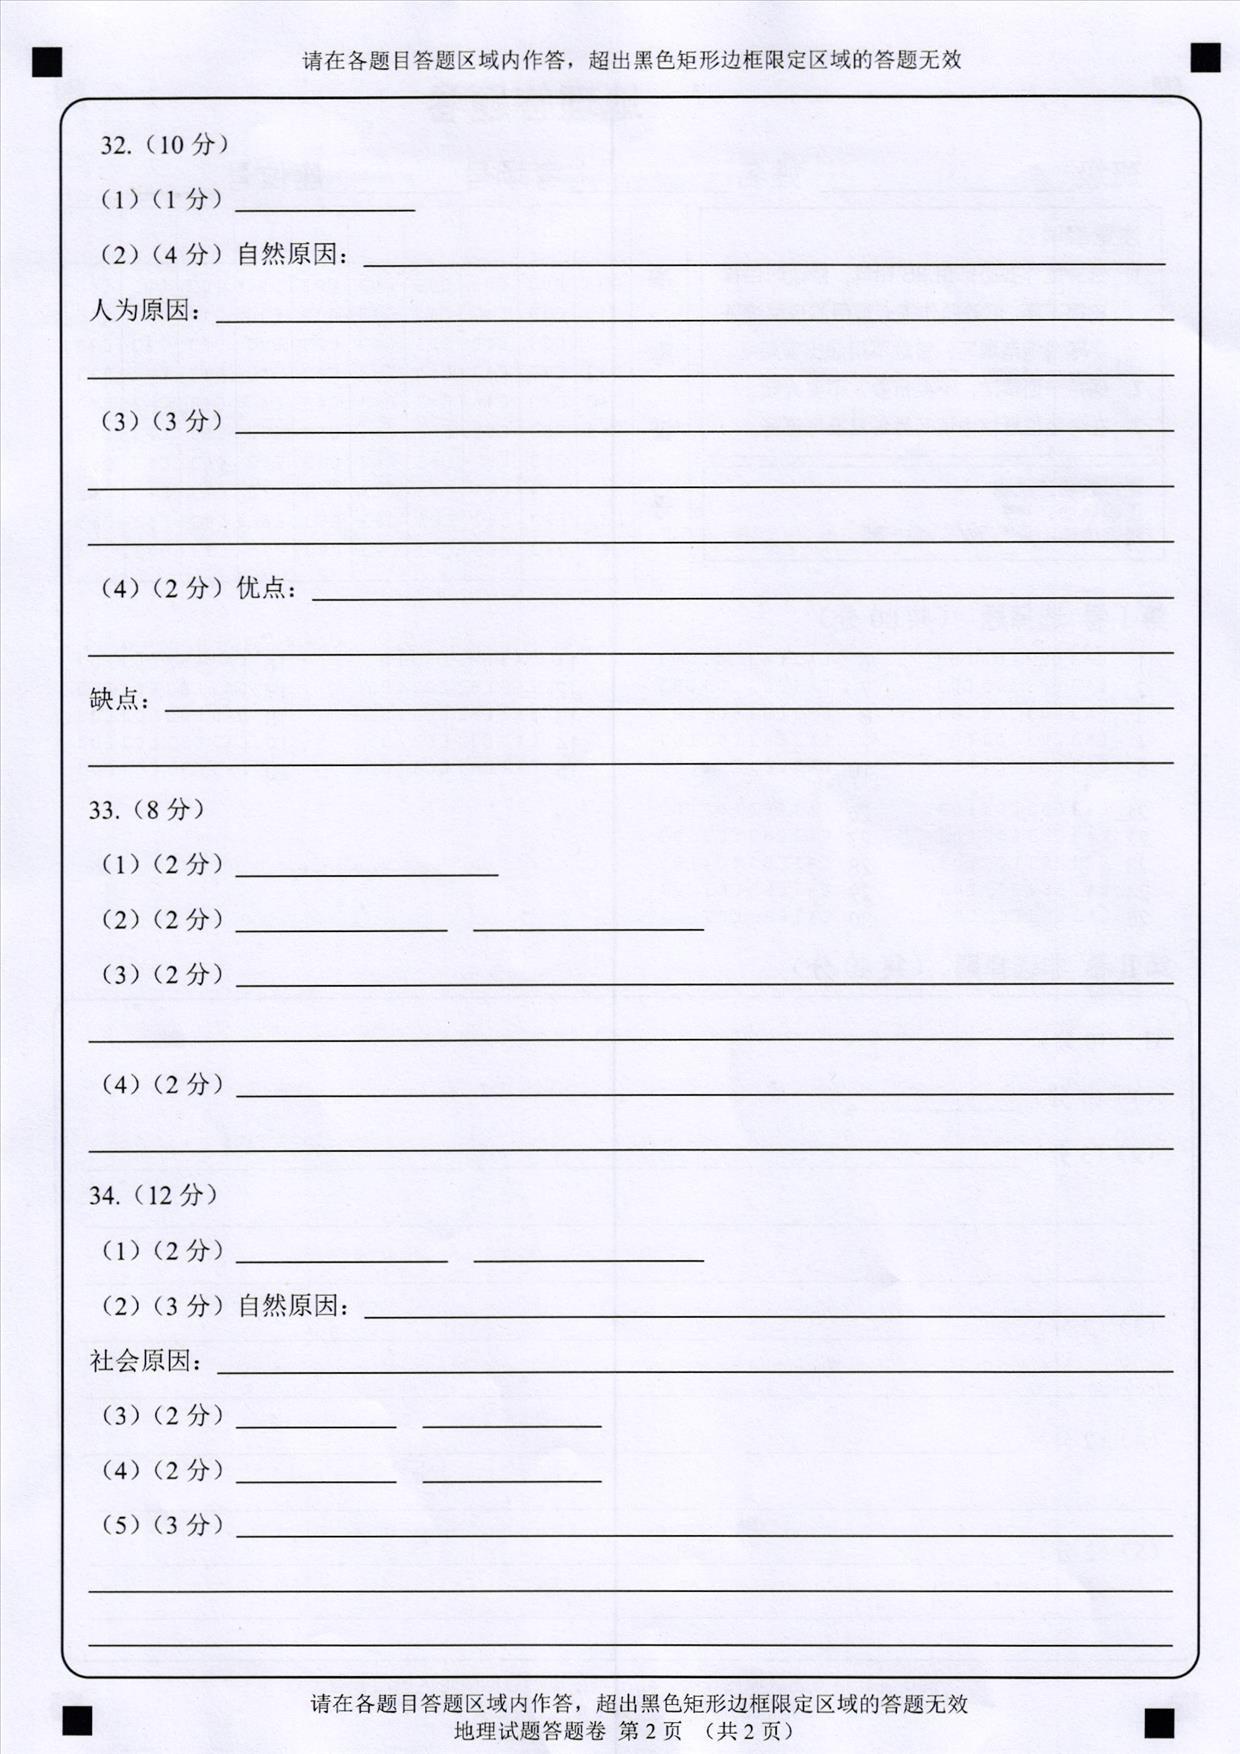 请在各题目答题区域内作答，超出黑色矩形边框限定区域的答题无效
32.（10 分）
（1）（1 分）
（2）（4 分）自然原因：
人为原因：
（3）（3 分）
（4）（2 分）优点：
缺点：
33.（8 分）
（1）（2 分）
（2）（2 分）
（3）（2 分）
（4）（2 分）
34.（12 分）
（1）（2 分）
（2）（3 分）自然原因：
社会原因：
（3）（2 分）
（4）（2 分）
（5）（3 分）
请在各题目答题区域内作答，超出黑色矩形边框限定区域的答题无效
地理试题答题卷 第 2 页 （共 2 页）